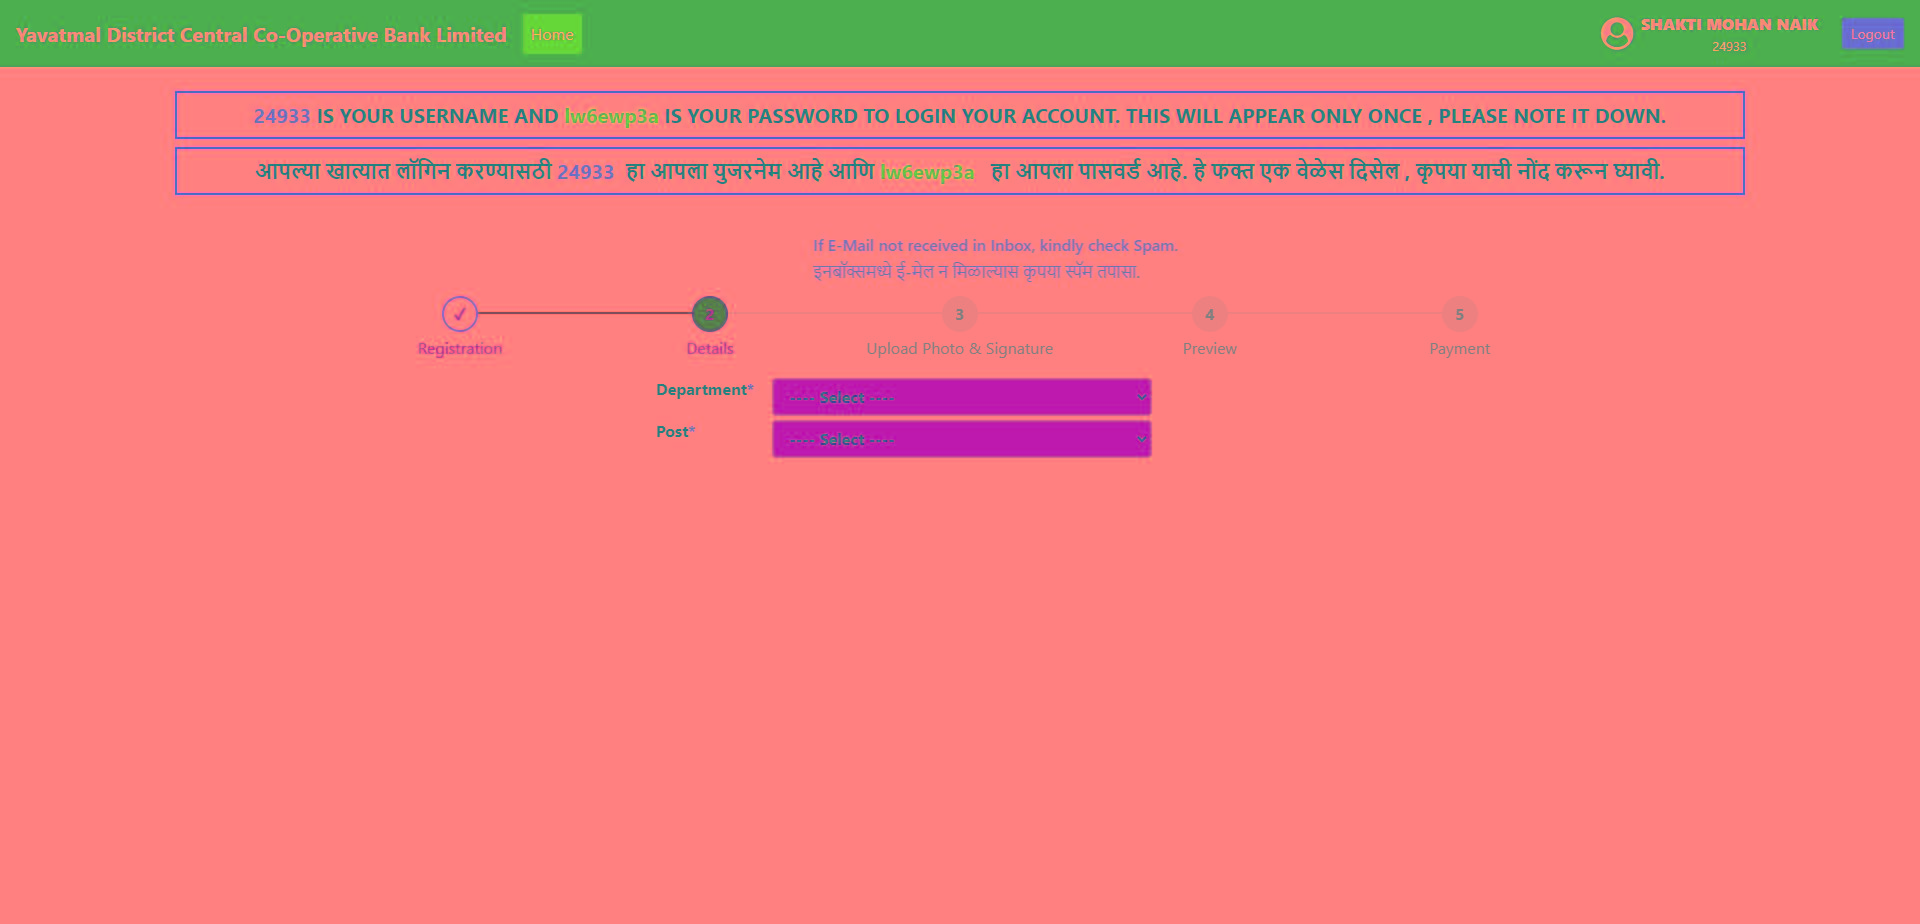 Yavatmal District Central Co-Operative Bank Limited Home SHAKTI MOHAN NAIK Logout
24933
24933 IS YOUR USERNAME AND lw6ewp3a IS YOUR PASSWORD TO LOGIN YOUR ACCOUNT. THIS WILL APPEAR ONLY ONCE , PLEASE NOTE IT DOWN.
आपल्या खात्यात लॉगिन करण्यासठी 24933 हा आपला युजरनेम आहे आणि lw6ewp3a हा आपला पासवर्ड आहे. हे फक्त एक वेळेस दिसेल , कृपया याची नोंद करून घ्यावी.
If E-Mail not received in Inbox, kindly check Spam.
इनबॉक्समध्ये ई-मेल न मिळाल्यास कृपया स्पॅम तपासा.
✓ 2 3 4 5
Registration Details Upload Photo & Signature Preview Payment
Department* ---- Select ----
Post* ---- Select ----